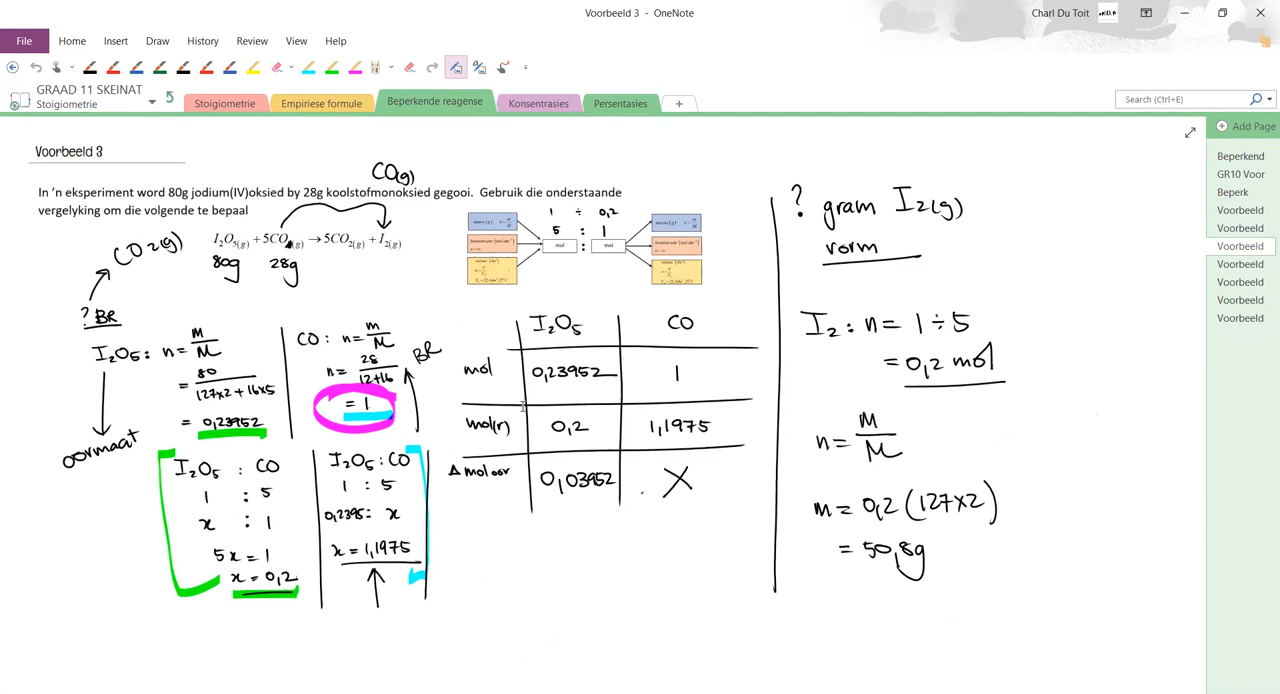 Voorbeeld 3 - OneNote
Charl Du Toit
File Home Insert Draw History Review View Help
GRAAD 11 SKEINAT
Stoigiometrie
Stoigiometrie Empiriese formule Beperkende reagense Konsentrasies Persentasies +
Search (Ctrl+E)
Add Page
Beperkend
GR10 Voor
Beperk
Voorbeeld
Voorbeeld
Voorbeeld
Voorbeeld
Voorbeeld
Voorbeeld
Voorbeeld
Voorbeeld 3
CO(g)
In 'n eksperiment word 80g jodium(IV)oksied by 28g koolstofmonoksied gegooi. Gebruik die onderstaande
vergelyking om die volgende te bepaal
CO2(g)
I₂O₅(g) + 5CO(g) → 5CO₂(g) + I₂(g)
80g 28g
1 ÷ 0,2
5 : 1
mol : mol
? BR
I₂O₅ : n = m/M
= 80/(127×2 + 16×5)
= 0,23952
oormaat
CO : n = m/M
n = 28/(12+16)
= 1
BR
I₂O₅ : CO
1 : 5
x : 1
5x = 1
x = 0,2
I₂O₅ : CO
1 : 5
0,2395 : x
x = 1,1975
I₂O₅ CO
mol 0,23952 1
mol(r) 0,2 1,1975
Δ mol oor 0,03952 X
? gram I₂(g)
vorm
I₂ : n = 1 ÷ 5
= 0,2 mol
n = m/M
m = 0,2 (127×2)
= 50,8g